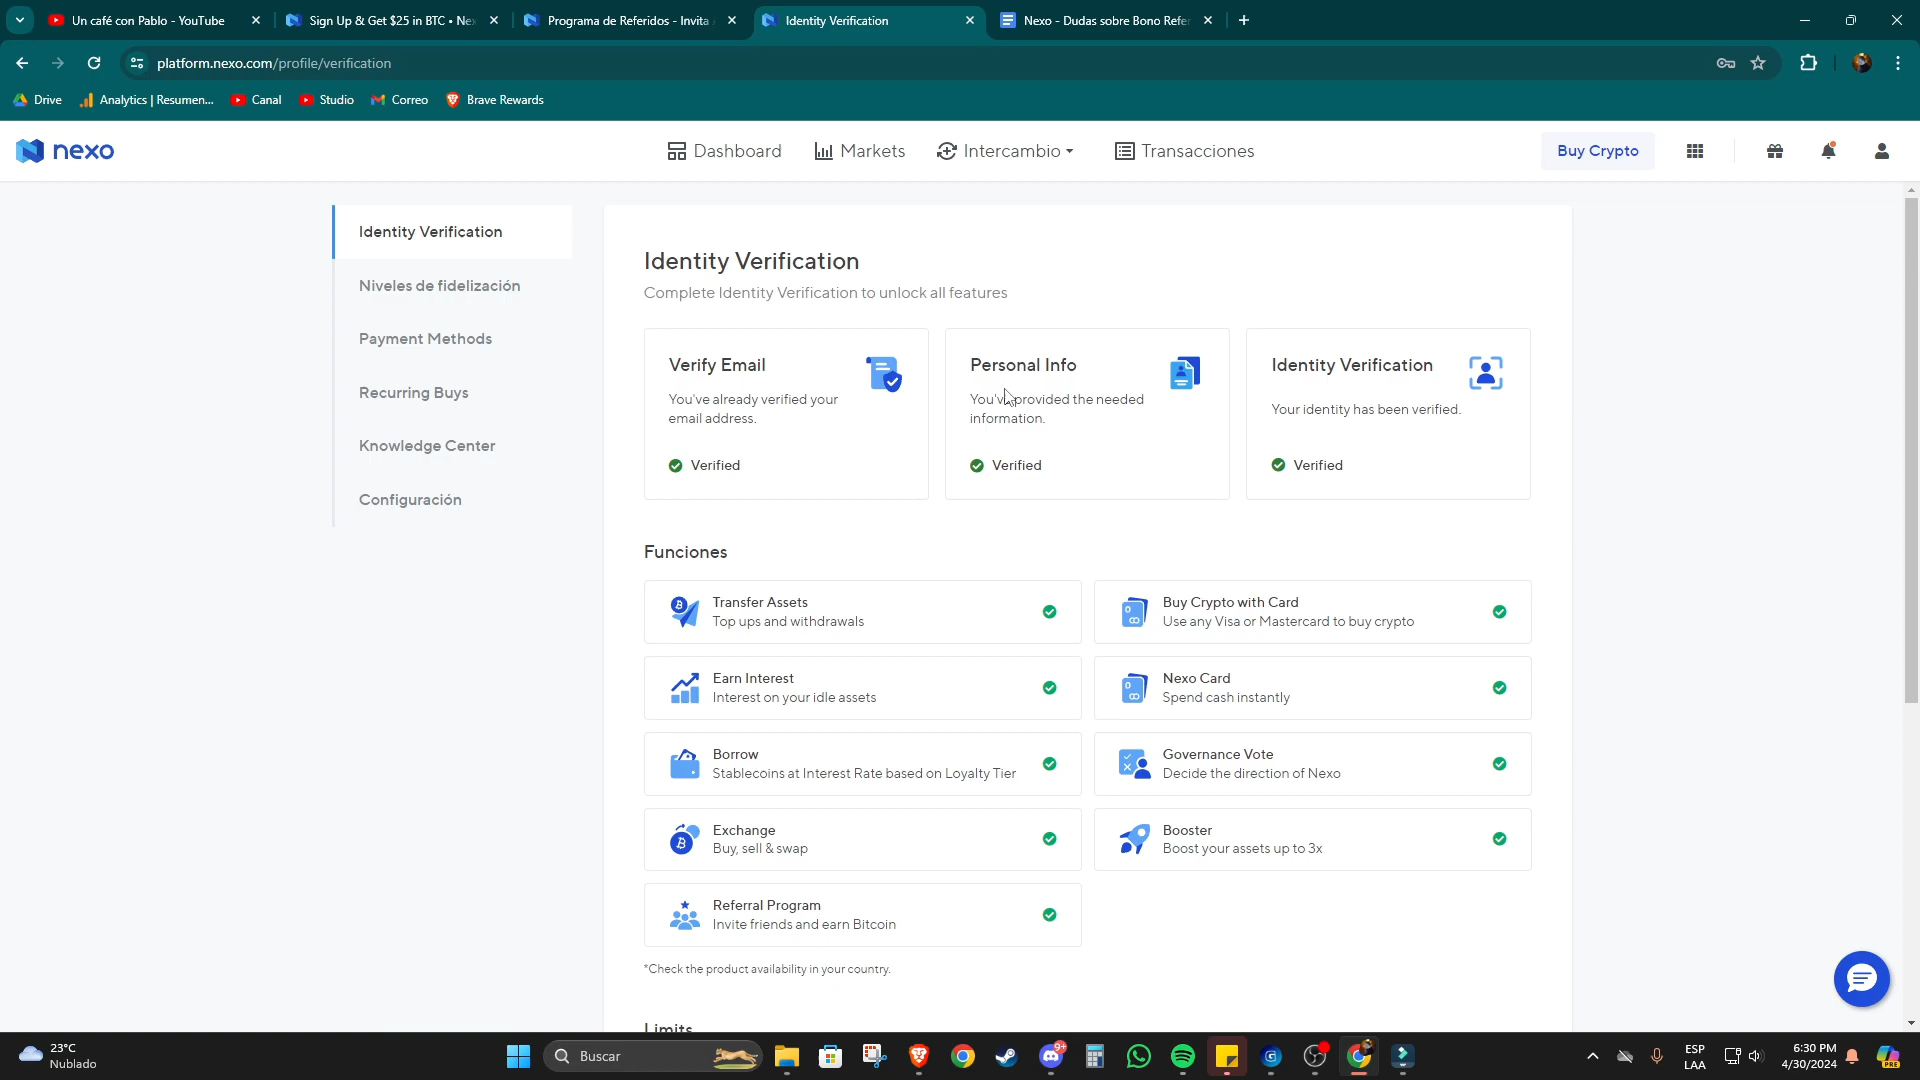 Un café con Pablo - YouTube
Sign Up & Get $25 in BTC • Ne
Programa de Referidos - Invita
Identity Verification
Nexo - Dudas sobre Bono Refe
platform.nexo.com/profile/verification
Drive
Analytics | Resumen...
Canal
Studio
Correo
Brave Rewards
nexo
Dashboard
Markets
Intercambio
Transacciones
Buy Crypto
Identity Verification
Niveles de fidelización
Payment Methods
Recurring Buys
Knowledge Center
Configuración
Identity Verification
Complete Identity Verification to unlock all features
Verify Email
You've already verified your
email address.
Verified
Personal Info
You've provided the needed
information.
Verified
Identity Verification
Your identity has been verified.
Verified
Funciones
Transfer Assets
Top ups and withdrawals
Buy Crypto with Card
Use any Visa or Mastercard to buy crypto
Earn Interest
Interest on your idle assets
Nexo Card
Spend cash instantly
Borrow
Stablecoins at Interest Rate based on Loyalty Tier
Governance Vote
Decide the direction of Nexo
Exchange
Buy, sell & swap
Booster
Boost your assets up to 3x
Referral Program
Invite friends and earn Bitcoin
*Check the product availability in your country.
Limits
23°C
Nublado
Buscar
9+
ESP
LAA
6:30 PM
4/30/2024
PRE